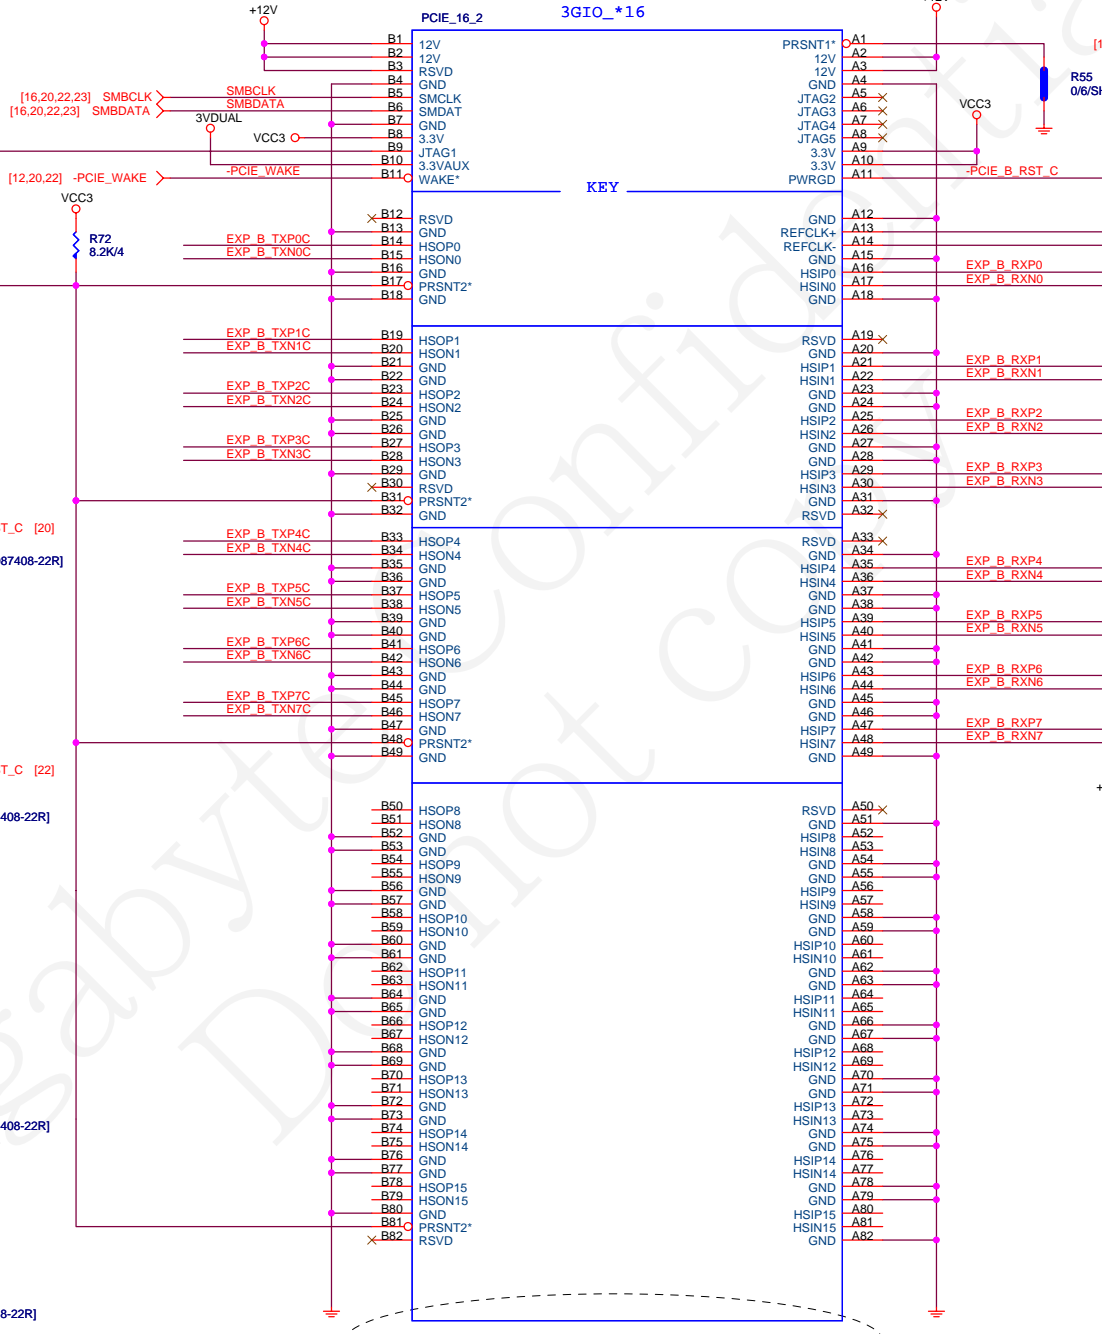 +12V
PCIE_16_2
3GIO_*16
B1 12V PRSNT1* A1
B2 12V 12V A2
B3 RSVD 12V A3
B4 GND GND A4
[16,20,22,23] SMBCLK SMBCLK B5 SMCLK JTAG2 A5
[16,20,22,23] SMBDATA SMBDATA B6 SMDAT JTAG3 A6
R55
0/6/SH
3VDUAL B7 GND JTAG4 A7
VCC3 B8 3.3V JTAG5 A8 VCC3
B9 JTAG1 3.3V A9
B10 3.3VAUX 3.3V A10
[12,20,22] -PCIE_WAKE -PCIE_WAKE B11 WAKE* PWRGD A11 -PCIE_B_RST_C
KEY
VCC3
R72
8.2K/4
B12 RSVD GND A12
B13 GND REFCLK+ A13
EXP_B_TXP0C B14 HSOP0 REFCLK- A14
EXP_B_TXN0C B15 HSON0 GND A15
B16 GND HSIP0 A16 EXP_B_RXP0
B17 PRSNT2* HSIN0 A17 EXP_B_RXN0
B18 GND GND A18
EXP_B_TXP1C B19 HSOP1 RSVD A19
EXP_B_TXN1C B20 HSON1 GND A20
B21 GND HSIP1 A21 EXP_B_RXP1
B22 GND HSIN1 A22 EXP_B_RXN1
EXP_B_TXP2C B23 HSOP2 GND A23
EXP_B_TXN2C B24 HSON2 GND A24
B25 GND HSIP2 A25 EXP_B_RXP2
B26 GND HSIN2 A26 EXP_B_RXN2
EXP_B_TXP3C B27 HSOP3 GND A27
EXP_B_TXN3C B28 HSON3 GND A28
B29 GND HSIP3 A29 EXP_B_RXP3
B30 RSVD HSIN3 A30 EXP_B_RXN3
B31 PRSNT2* GND A31
B32 GND RSVD A32
T_C [20]
EXP_B_TXP4C B33 HSOP4 RSVD A33
EXP_B_TXN4C B34 HSON4 GND A34
87408-22R]
B35 GND HSIP4 A35 EXP_B_RXP4
B36 GND HSIN4 A36 EXP_B_RXN4
EXP_B_TXP5C B37 HSOP5 GND A37
EXP_B_TXN5C B38 HSON5 GND A38
B39 GND HSIP5 A39 EXP_B_RXP5
B40 GND HSIN5 A40 EXP_B_RXN5
EXP_B_TXP6C B41 HSOP6 GND A41
EXP_B_TXN6C B42 HSON6 GND A42
B43 GND HSIP6 A43 EXP_B_RXP6
B44 GND HSIN6 A44 EXP_B_RXN6
EXP_B_TXP7C B45 HSOP7 GND A45
EXP_B_TXN7C B46 HSON7 GND A46
B47 GND HSIP7 A47 EXP_B_RXP7
B48 PRSNT2* HSIN7 A48 EXP_B_RXN7
B49 GND GND A49
T_C [22]
B50 HSOP8 RSVD A50
408-22R]
B51 HSON8 GND A51
B52 GND HSIP8 A52
B53 GND HSIN8 A53
B54 HSOP9 GND A54
B55 HSON9 GND A55
B56 GND HSIP9 A56
B57 GND HSIN9 A57
B58 HSOP10 GND A58
B59 HSON10 GND A59
B60 GND HSIP10 A60
B61 GND HSIN10 A61
B62 HSOP11 GND A62
B63 HSON11 GND A63
B64 GND HSIP11 A64
B65 GND HSIN11 A65
B66 HSOP12 GND A66
B67 HSON12 GND A67
B68 GND HSIP12 A68
B69 GND HSIN12 A69
B70 HSOP13 GND A70
B71 HSON13 GND A71
B72 GND HSIP13 A72
B73 GND HSIN13 A73
408-22R]
B74 HSOP14 GND A74
B75 HSON14 GND A75
B76 GND HSIP14 A76
B77 GND HSIN14 A77
B78 HSOP15 GND A78
B79 HSON15 GND A79
B80 GND HSIP15 A80
B81 PRSNT2* HSIN15 A81
B82 RSVD GND A82
8-22R]
gabyte Confidentia
Do not copy